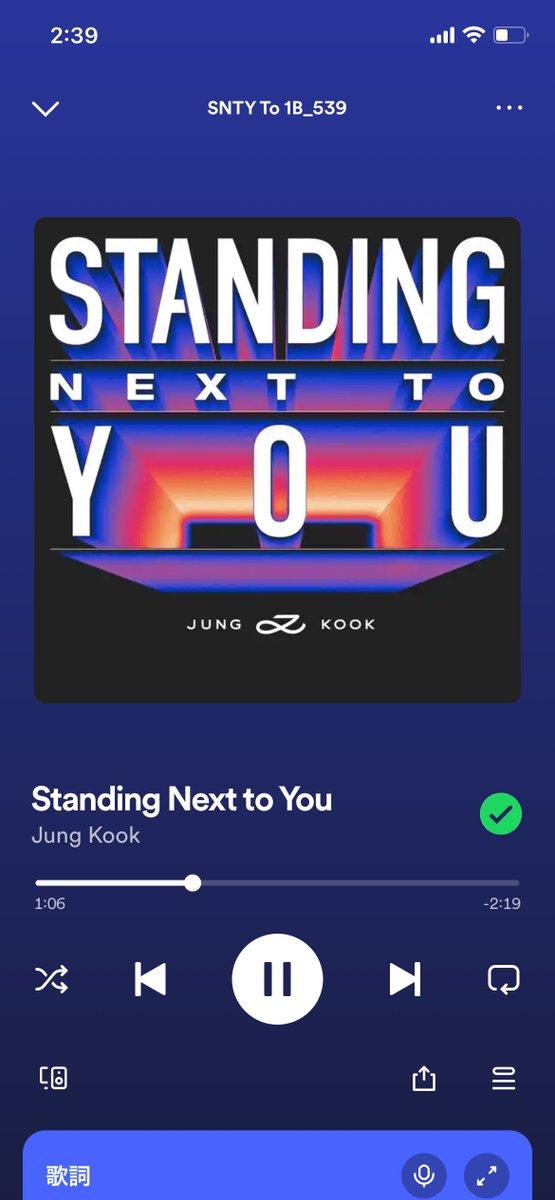 2:39
SNTY To 1B_539
STANDING
NEXT TO
YOU
JUNG KOOK
Standing Next to You
Jung Kook
1:06
-2:19
歌詞